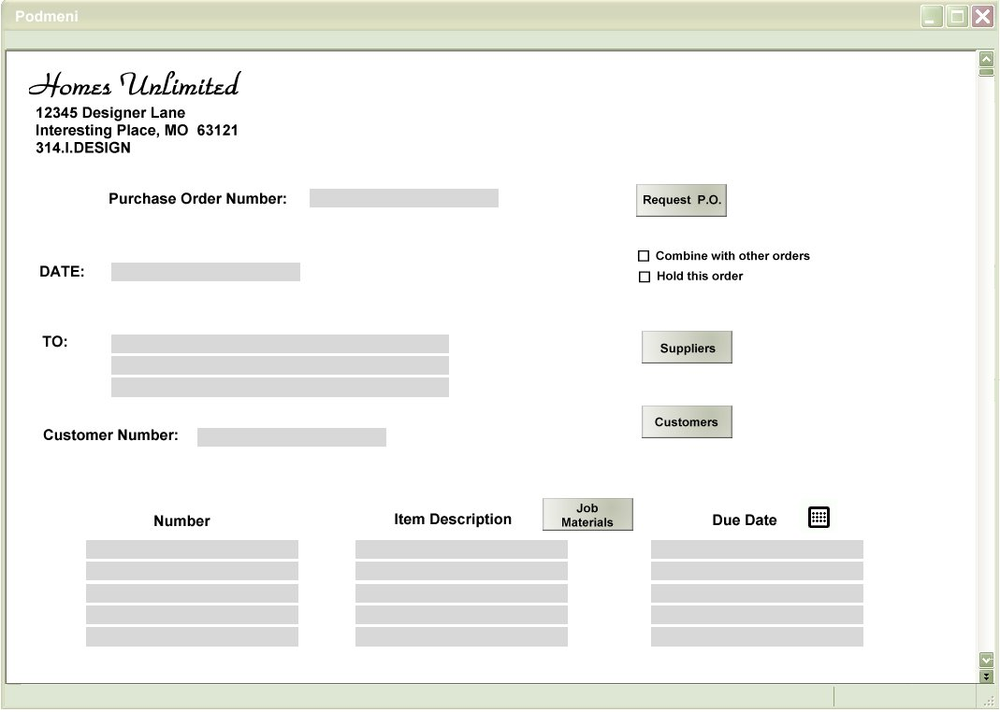 Podmeni
Homes Unlimited
12345 Designer Lane
Interesting Place, MO  63121
314.I.DESIGN
Purchase Order Number:
Request  P.O.
DATE:
Combine with other orders
Hold this order
TO:
Suppliers
Customers
Customer Number:
Number
Item Description
Job
Materials
Due Date